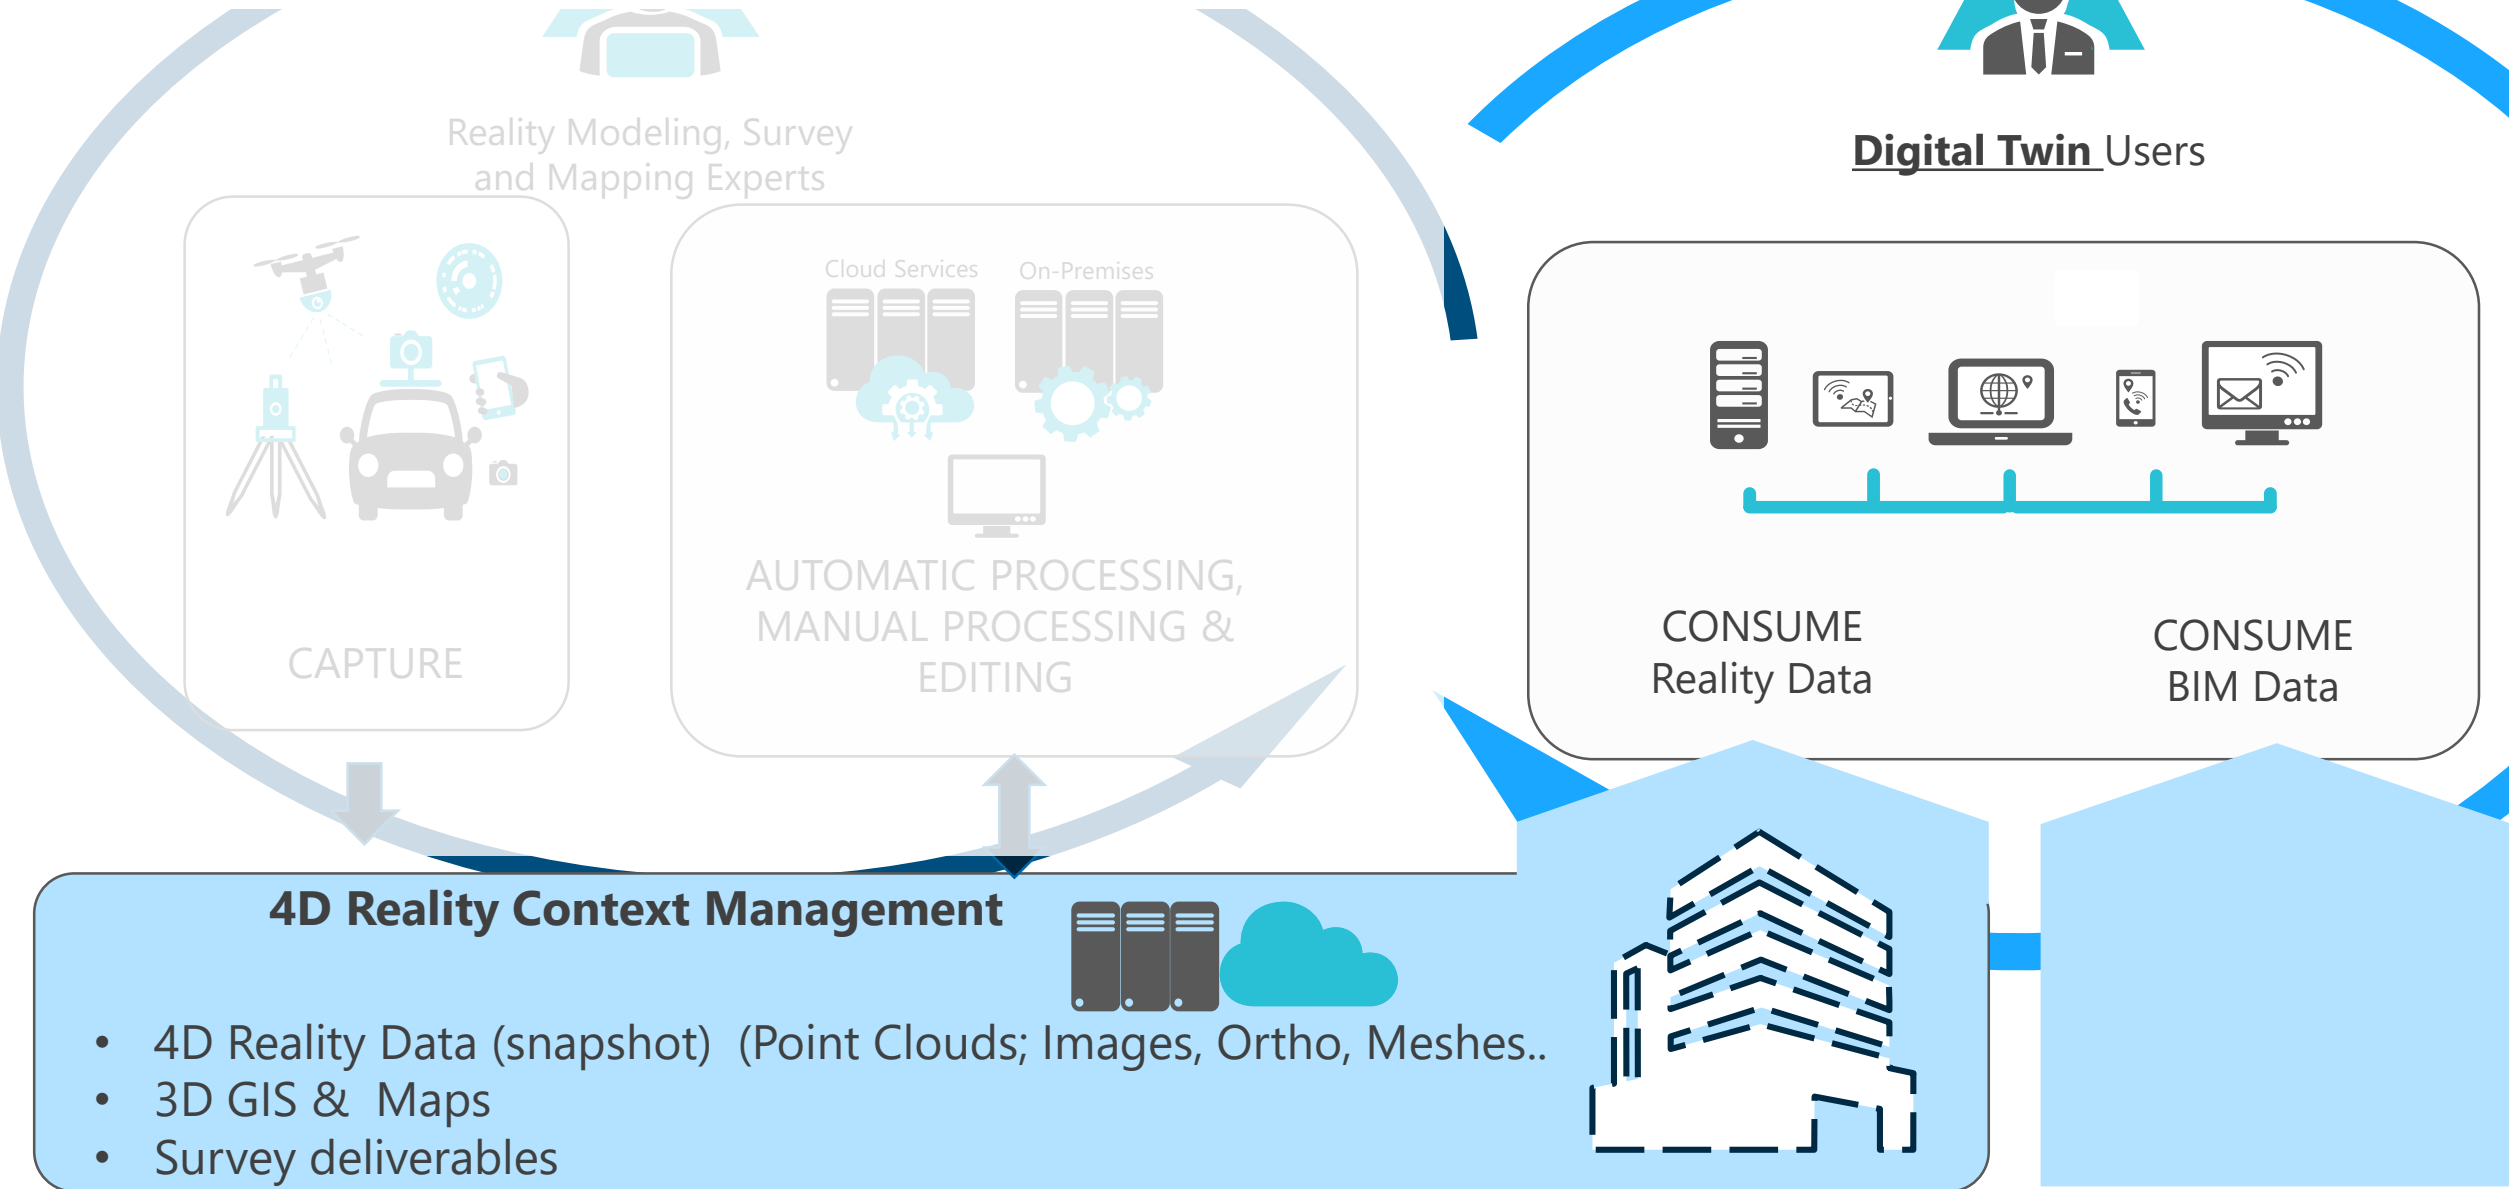 Reality Modeling, Survey
and Mapping Experts
Cloud Services
On-Premises
AUTOMATIC PROCESSING,
MANUAL PROCESSING &
EDITING
CAPTURE
Digital Twin Users
CONSUME
Reality Data
CONSUME
BIM Data
4D Reality Context Management
• 4D Reality Data (snapshot)  (Point Clouds; Images, Ortho, Meshes..
• 3D GIS &  Maps
• Survey deliverables